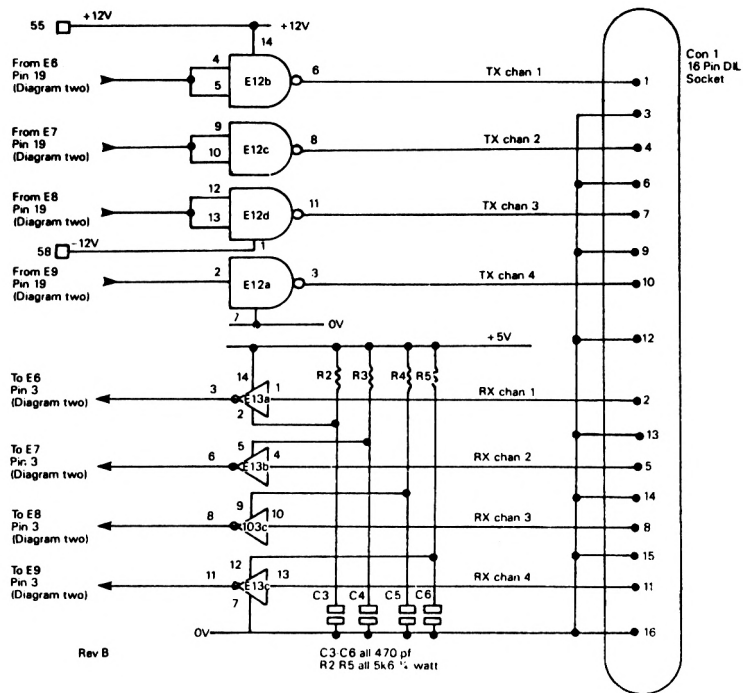 55
+12V
+12V
14
Con 1
16 Pin DIL
Socket
From E6
Pin 19
(Diagram two)
4
5
E12b
6
TX chan 1
1
3
From E7
Pin 19
(Diagram two)
9
10
E12c
8
TX chan 2
4
6
From E8
Pin 19
(Diagram two)
12
13
E12d
11
TX chan 3
7
58
-12V
1
9
From E9
Pin 19
(Diagram two)
2
E12a
3
TX chan 4
10
7
0V
+5V
12
To E6
Pin 3
(Diagram two)
3
14
E13a
1
2
R2
R3
R4
R5
RX chan 1
2
13
To E7
Pin 3
(Diagram two)
6
5
E13b
4
RX chan 2
5
14
To E8
Pin 3
(Diagram two)
8
9
103c
10
RX chan 3
8
15
To E9
Pin 3
(Diagram two)
11
12
E13c
13
7
RX chan 4
11
C3
C4
C5
C6
0V
16
Rev B
C3-C6 all 470 pf
R2 R5 all 5k6 ¼ watt